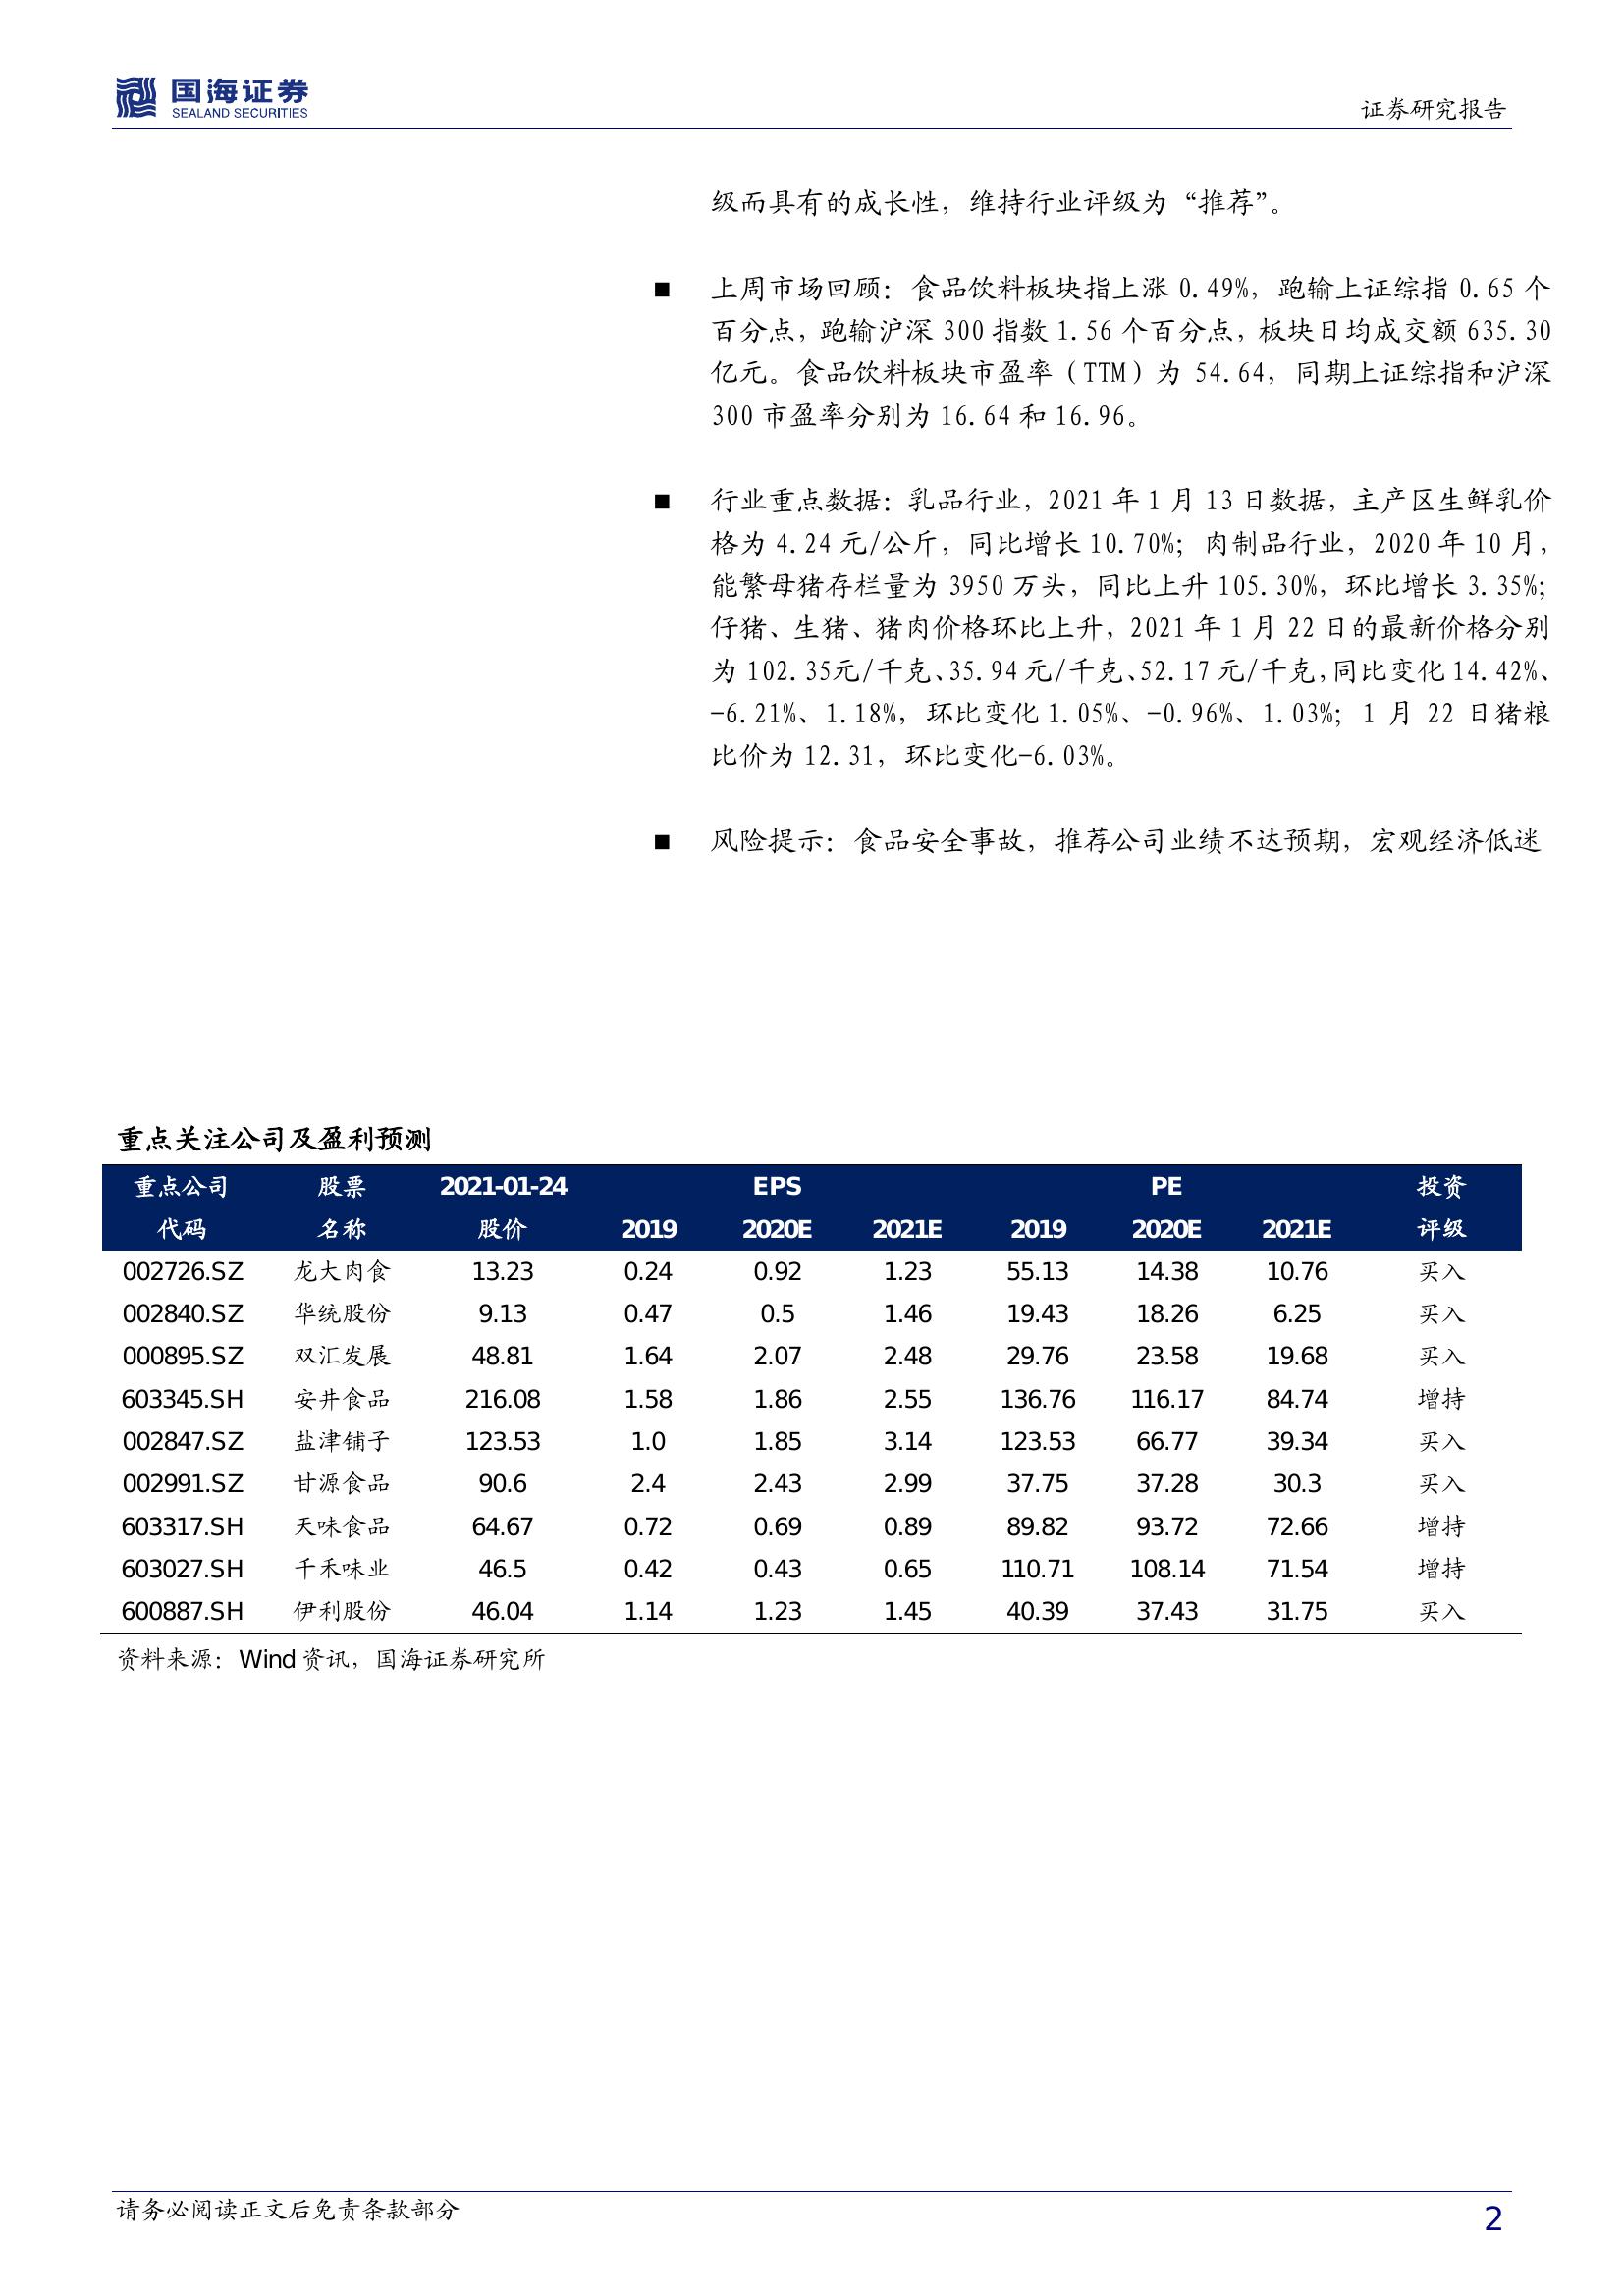 国海证券
SEALAND SECURITIES
证券研究报告
级而具有的成长性，维持行业评级为“推荐”。
■ 上周市场回顾：食品饮料板块指上涨 0.49%，跑输上证综指 0.65 个
百分点，跑输沪深 300 指数 1.56 个百分点，板块日均成交额 635.30
亿元。食品饮料板块市盈率（TTM）为 54.64，同期上证综指和沪深
300 市盈率分别为 16.64 和 16.96。
■ 行业重点数据：乳品行业，2021 年 1 月 13 日数据，主产区生鲜乳价
格为 4.24 元/公斤，同比增长 10.70%；肉制品行业，2020 年 10 月，
能繁母猪存栏量为 3950 万头，同比上升 105.30%，环比增长 3.35%；
仔猪、生猪、猪肉价格环比上升，2021 年 1 月 22 日的最新价格分别
为 102.35元/千克、35.94 元/千克、52.17 元/千克，同比变化 14.42%、
-6.21%、1.18%，环比变化 1.05%、-0.96%、1.03%；1 月 22 日猪粮
比价为 12.31，环比变化-6.03%。
■ 风险提示：食品安全事故，推荐公司业绩不达预期，宏观经济低迷
重点关注公司及盈利预测
重点公司 股票 2021-01-24 EPS PE 投资
代码 名称 股价 2019 2020E 2021E 2019 2020E 2021E 评级
002726.SZ 龙大肉食 13.23 0.24 0.92 1.23 55.13 14.38 10.76 买入
002840.SZ 华统股份 9.13 0.47 0.5 1.46 19.43 18.26 6.25 买入
000895.SZ 双汇发展 48.81 1.64 2.07 2.48 29.76 23.58 19.68 买入
603345.SH 安井食品 216.08 1.58 1.86 2.55 136.76 116.17 84.74 增持
002847.SZ 盐津铺子 123.53 1.0 1.85 3.14 123.53 66.77 39.34 买入
002991.SZ 甘源食品 90.6 2.4 2.43 2.99 37.75 37.28 30.3 买入
603317.SH 天味食品 64.67 0.72 0.69 0.89 89.82 93.72 72.66 增持
603027.SH 千禾味业 46.5 0.42 0.43 0.65 110.71 108.14 71.54 增持
600887.SH 伊利股份 46.04 1.14 1.23 1.45 40.39 37.43 31.75 买入
资料来源：Wind 资讯，国海证券研究所
请务必阅读正文后免责条款部分
2